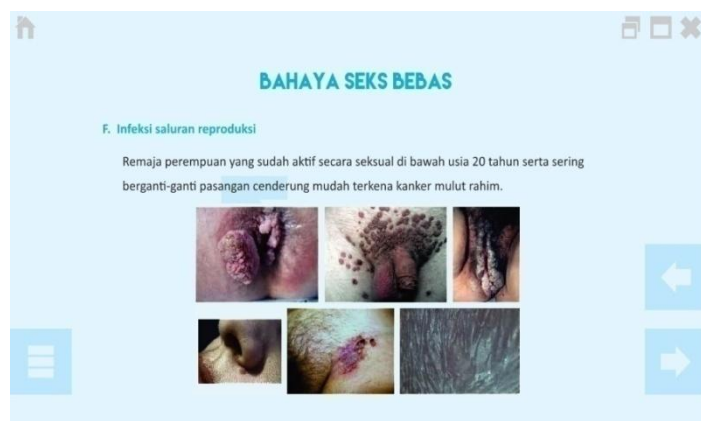 BAHAYA SEKS BEBAS
F. Infeksi saluran reproduksi
Remaja perempuan yang sudah aktif secara seksual di bawah usia 20 tahun serta sering
berganti-ganti pasangan cenderung mudah terkena kanker mulut rahim.